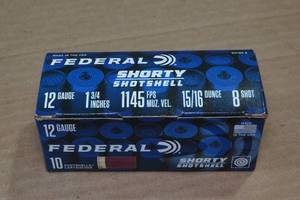 MADE IN THE USA
FEDERAL
SHORTY
SHOTSHELL
12 GAUGE
1 3/4 INCHES
1145 FPS MUZ. VEL.
15/16 OUNCE
8 SHOT
12 GAUGE
FEDERAL
10
SHORTY
SHOTSHELL